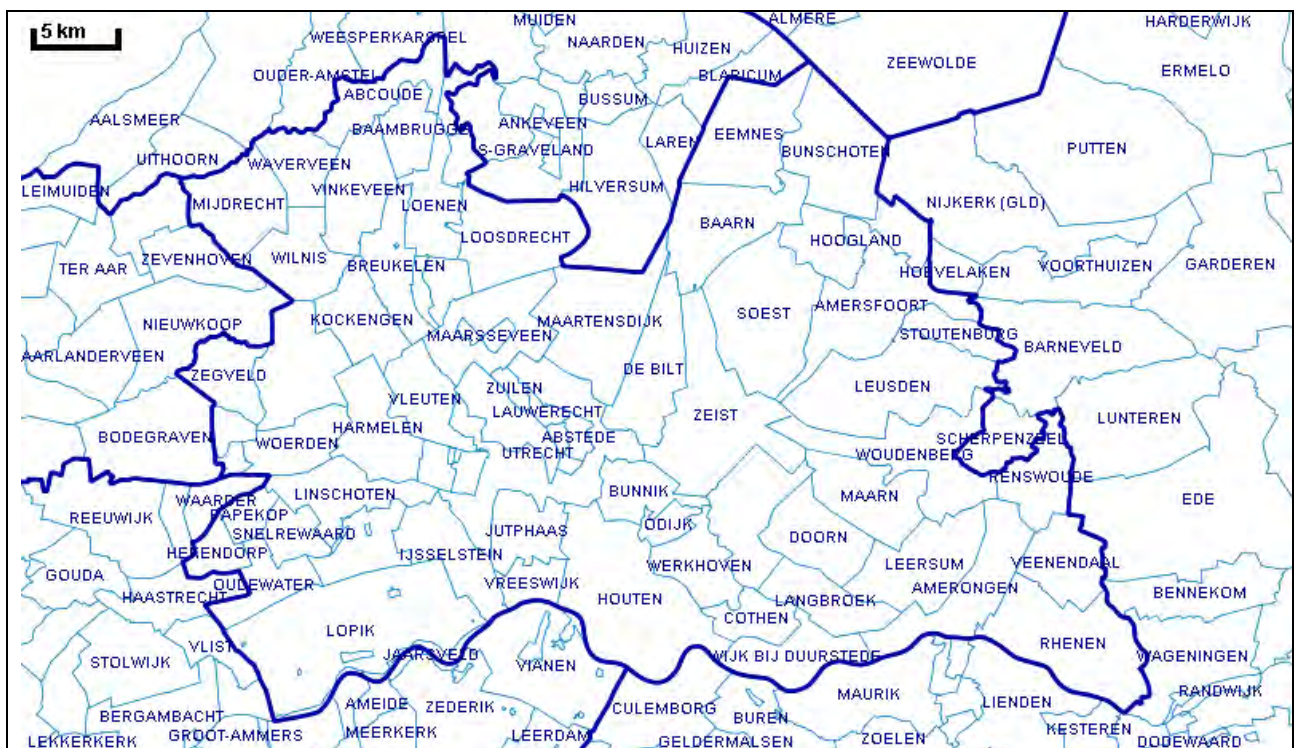 5 km
MUIDEN
ALMERE
HARDERWIJK
WEESPERKARSPEL
NAARDEN
HUIZEN
ZEEWOLDE
ERMELO
OUDER-AMSTEL
BLARICUM
ABCOUDE
BUSSUM
AALSMEER
BAAMBRUGGE
ANKEVEEN
LAREN
EEMNES
UITHOORN
WAVERVEEN
S-GRAVELAND
BUNSCHOTEN
PUTTEN
LEIMUIDEN
MIJDRECHT
VINKEVEEN
LOENEN
HILVERSUM
NIJKERK (GLD)
BAARN
LOOSDRECHT
HOOGLAND
TER AAR
ZEVENHOVEN
WILNIS
BREUKELEN
HOEVELAKEN
VOORTHUIZEN
GARDEREN
NIEUWKOOP
KOCKENGEN
MAARTENSDIJK
SOEST
AMERSFOORT
MAARSSEVEEN
STOUTENBURG
BARNEVELD
AARLANDERVEEN
ZEGVELD
DE BILT
LEUSDEN
VLEUTEN
ZUILEN
LAUWERECHT
ZEIST
LUNTEREN
BODEGRAVEN
WOERDEN
HARMELEN
ABSTEDE
UTRECHT
SCHERPENZEEL
WOUDENBERG
RENSWOUDE
WAARDER
LINSCHOTEN
BUNNIK
MAARN
EDE
REEUWIJK
PAPEKOP
SNELREWAARD
JUTPHAAS
ODIJK
DOORN
HEKENDORP
IJSSELSTEIN
WERKHOVEN
LEERSUM
VEENENDAAL
GOUDA
OUDEWATER
VREESWIJK
AMERONGEN
HAASTRECHT
HOUTEN
LANGBROEK
BENNEKOM
COTHEN
LOPIK
VLIST
JAARSVELD
VIANEN
WIJK BIJ DUURSTEDE
RHENEN
WAGENINGEN
STOLWIJK
MAURIK
LIENDEN
RANDWIJK
BERGAMBACHT
AMEIDE
ZEDERIK
CULEMBORG
BUREN
KESTEREN
LEKKERKERK
GROOT-AMMERS
MEERKERK
LEERDAM
GELDERMALSEN
ZOELEN
DODEWAARD